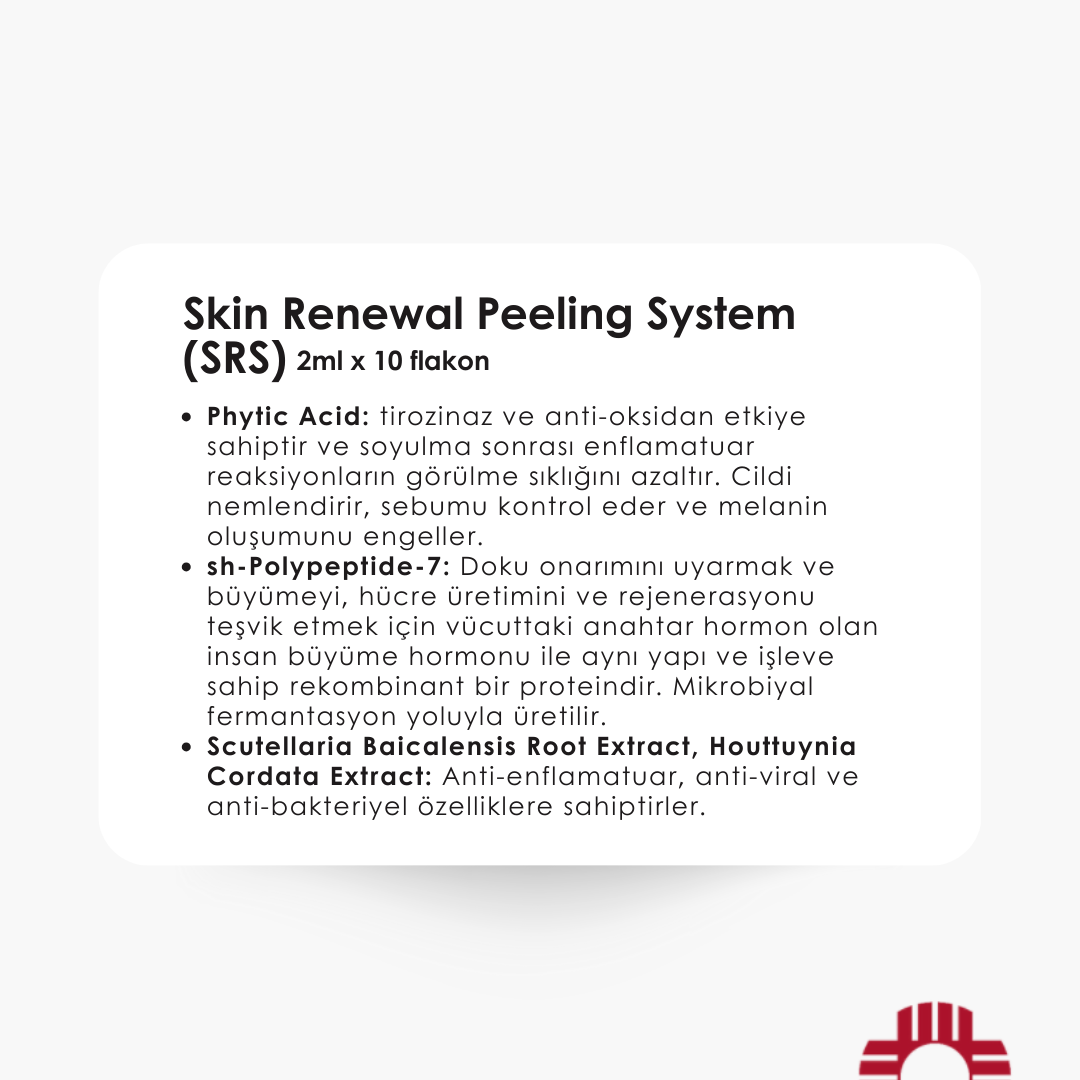 Skin Renewal Peeling System
(SRS) 2ml x 10 flakon
• Phytic Acid: tirozinaz ve anti-oksidan etkiye
sahiptir ve soyulma sonrası enflamatuar
reaksiyonların görülme sıklığını azaltır. Cildi
nemlendirir, sebumu kontrol eder ve melanin
oluşumunu engeller.
• sh-Polypeptide-7: Doku onarımını uyarmak ve
büyümeyi, hücre üretimini ve rejenerasyonu
teşvik etmek için vücuttaki anahtar hormon olan
insan büyüme hormonu ile aynı yapı ve işleve
sahip rekombinant bir proteindir. Mikrobiyal
fermantasyon yoluyla üretilir.
• Scutellaria Baicalensis Root Extract, Houttuynia
Cordata Extract: Anti-enflamatuar, anti-viral ve
anti-bakteriyel özelliklere sahiptirler.